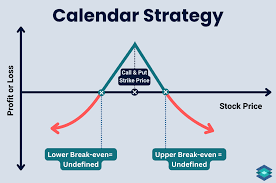 Calendar Strategy
Profit or Loss
Call & Put
Strike Price
Stock Price
Lower Break-even=
Undefined
Upper Break-even =
Undefined